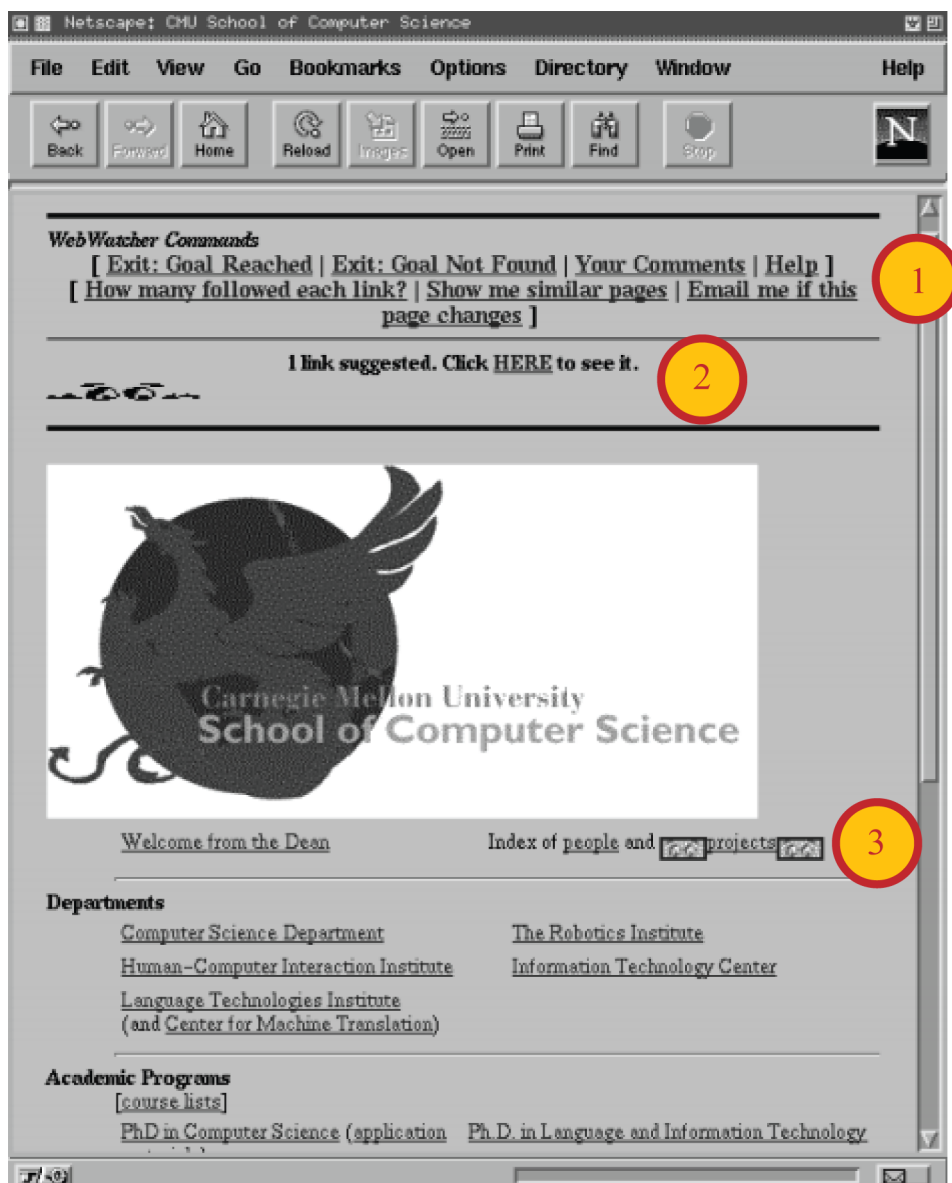 Netscape: CMU School of Computer Science
File Edit View Go Bookmarks Options Directory Window Help
Back Forward Home Reload Images Open Print Find Stop N
WebWatcher Commands
[ Exit: Goal Reached | Exit: Goal Not Found | Your Comments | Help ]
1
[ How many followed each link? | Show me similar pages | Email me if this
page changes ]
1 link suggested. Click HERE to see it.
2
Carnegie Mellon University
School of Computer Science
Welcome from the Dean Index of people and projects
3
Departments
Computer Science Department The Robotics Institute
Human-Computer Interaction Institute Information Technology Center
Language Technologies Institute
(and Center for Machine Translation)
Academic Programs
[course lists]
PhD in Computer Science (application Ph.D. in Language and Information Technology